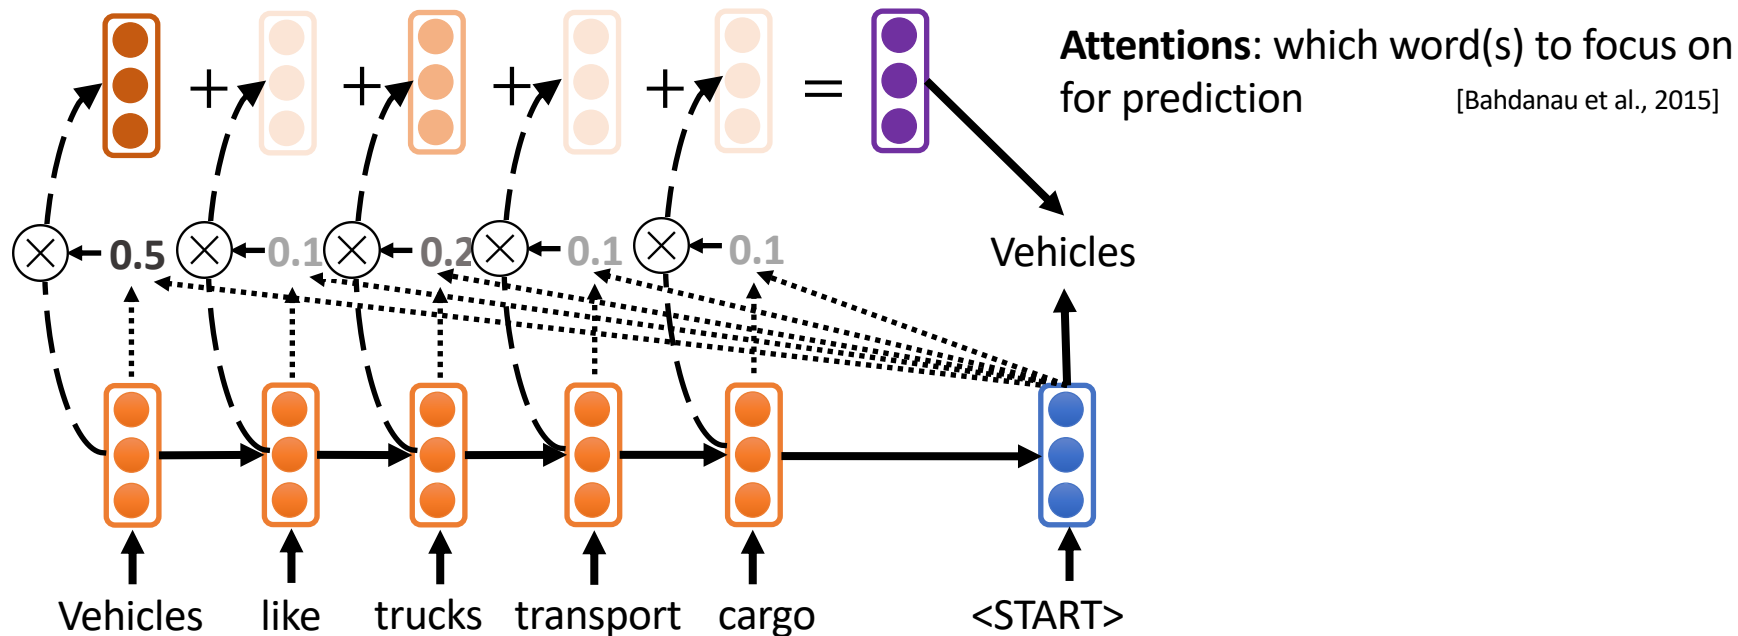 Attentions: which word(s) to focus on
for prediction
[Bahdanau et al., 2015]
+ + + + =
0.5 0.1 0.2 0.1 0.1
Vehicles
Vehicles like trucks transport cargo <START>